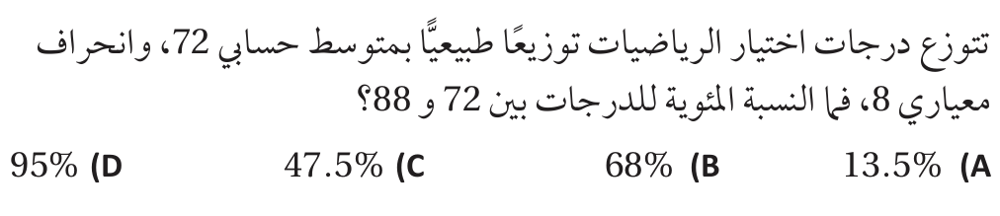 تتوزع درجات اختبار الرياضيات توزيعًا طبيعيًّا بمتوسط حسابي 72، وانحراف
معياري 8، فما النسبة المئوية للدرجات بين 72 و 88؟
13.5% (A 68% (B 47.5% (C 95% (D